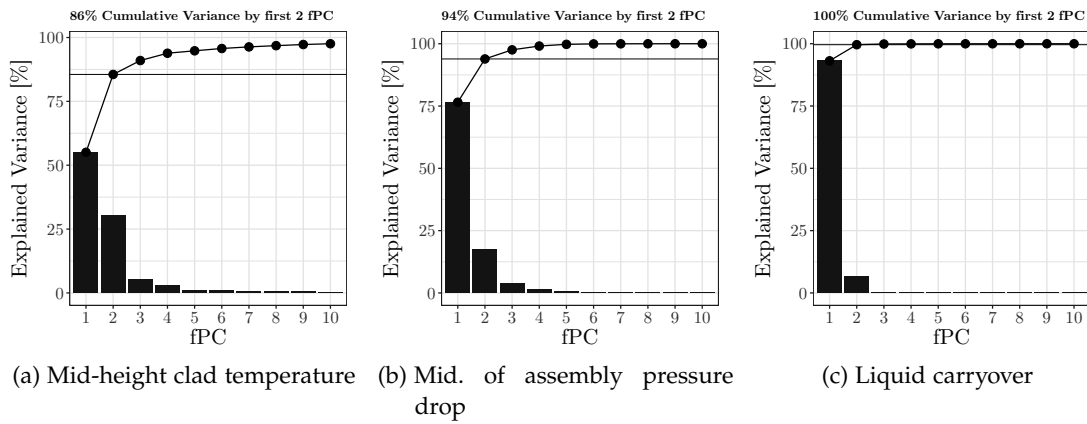 86% Cumulative Variance by first 2 fPC
100
75
50
25
0
Explained Variance [%]
1 2 3 4 5 6 7 8 9 10
fPC
(a) Mid-height clad temperature
94% Cumulative Variance by first 2 fPC
100
75
50
25
0
Explained Variance [%]
1 2 3 4 5 6 7 8 9 10
fPC
(b) Mid. of assembly pressure
drop
100% Cumulative Variance by first 2 fPC
100
75
50
25
0
Explained Variance [%]
1 2 3 4 5 6 7 8 9 10
fPC
(c) Liquid carryover